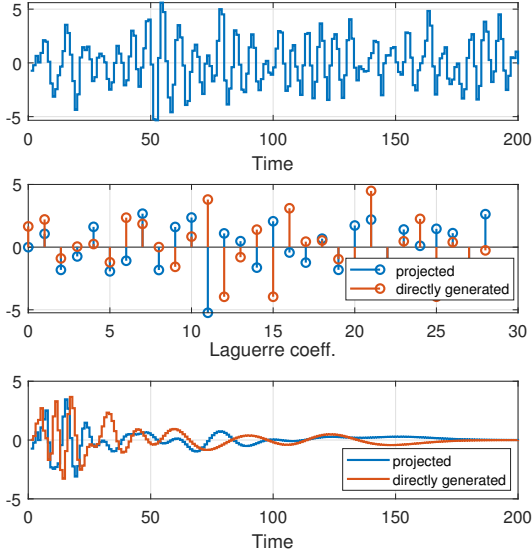 5
0
-5
0 50 100 150 200
Time
5
0
-5
projected
directly generated
0 5 10 15 20 25 30
Laguerre coeff.
5
0
-5
projected
directly generated
0 50 100 150 200
Time